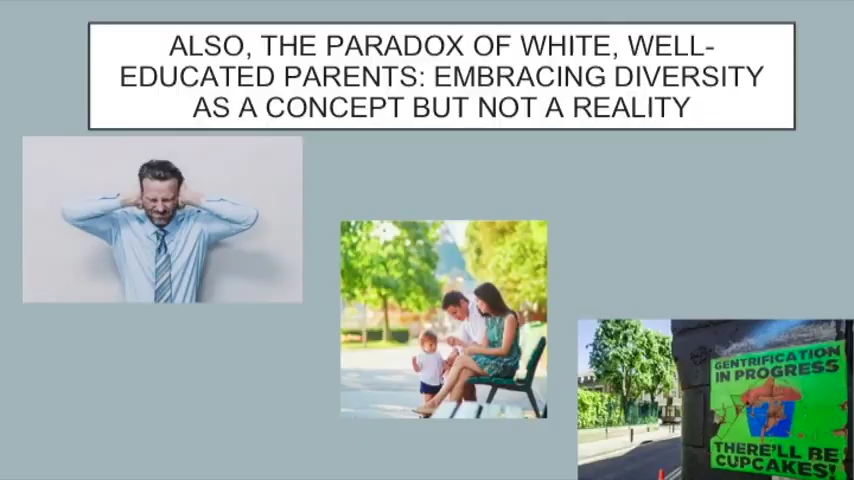 ALSO, THE PARADOX OF WHITE, WELL-
EDUCATED PARENTS: EMBRACING DIVERSITY
AS A CONCEPT BUT NOT A REALITY
GENTRIFICATION
IN PROGRESS
THERE'LL BE
CUPCAKES!